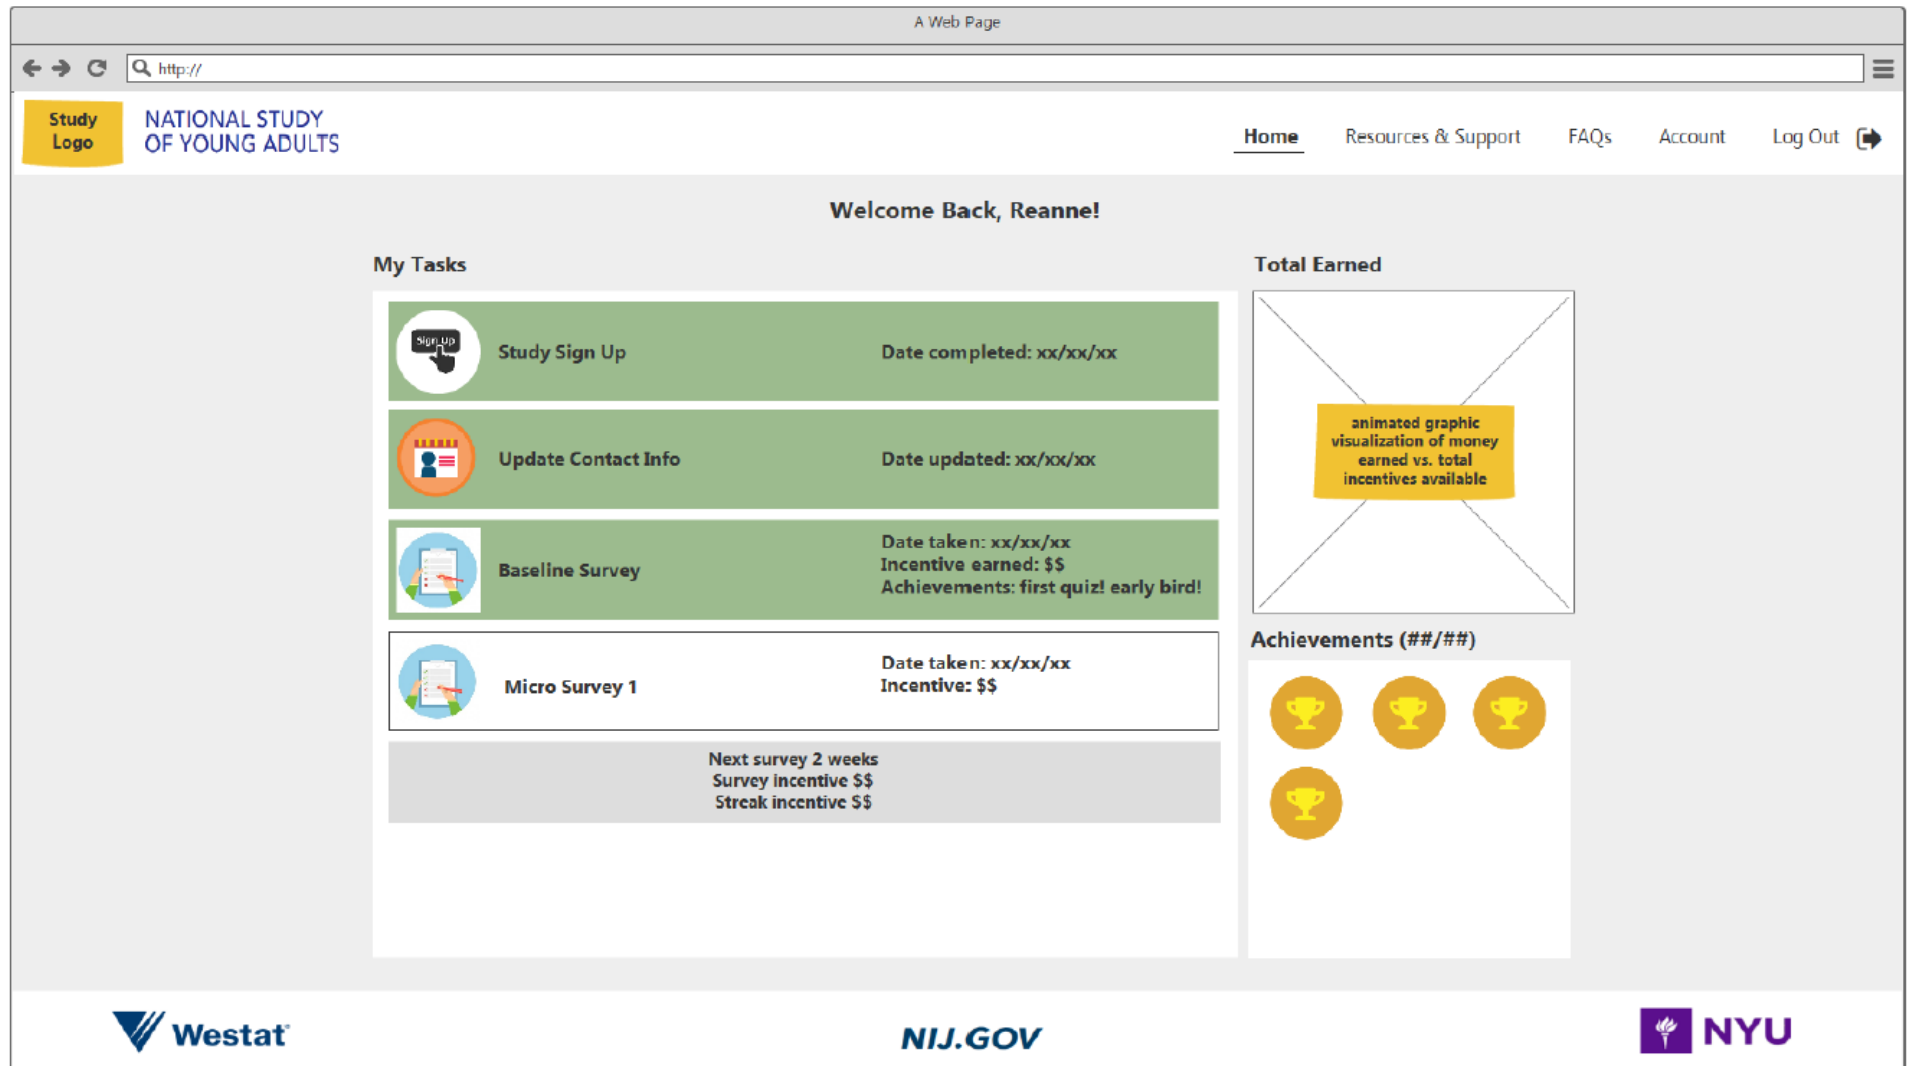 A Web Page
http://
Study
Logo
NATIONAL STUDY
OF YOUNG ADULTS
Home
Resources & Support
FAQs
Account
Log Out
Welcome Back, Reanne!
My Tasks
Sign Up
Study Sign Up
Date completed: xx/xx/xx
Update Contact Info
Date updated: xx/xx/xx
Baseline Survey
Date taken: xx/xx/xx
Incentive earned: $$
Achievements: first quiz! early bird!
Micro Survey 1
Date taken: xx/xx/xx
Incentive: $$
Next survey 2 weeks
Survey incentive $$
Streak incentive $$
Total Earned
animated graphic
visualization of money
earned vs. total
incentives available
Achievements (##/##)
Westat
NIJ.GOV
NYU